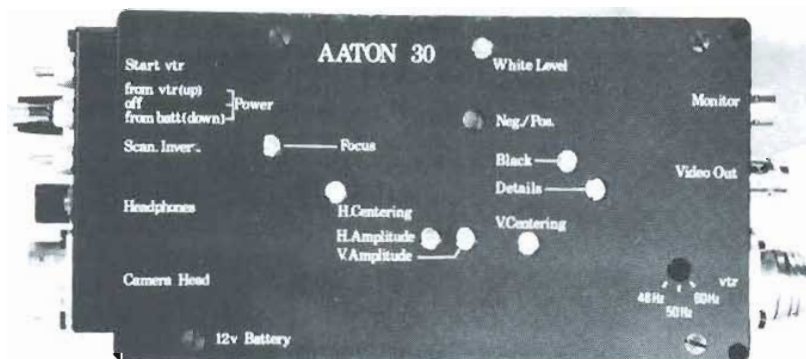 AATON 30
Start vtr
White Level
from vtr(up)
off
Power
from batt(down)
Monitor
Neg./Pos.
Scan. Inver.
Focus
Black
Details
Video Out
Headphones
H.Centering
H.Amplitude
V.Centering
V.Amplitude
Camera Head
vtr
48Hz
60Hz
50Hz
12v Battery